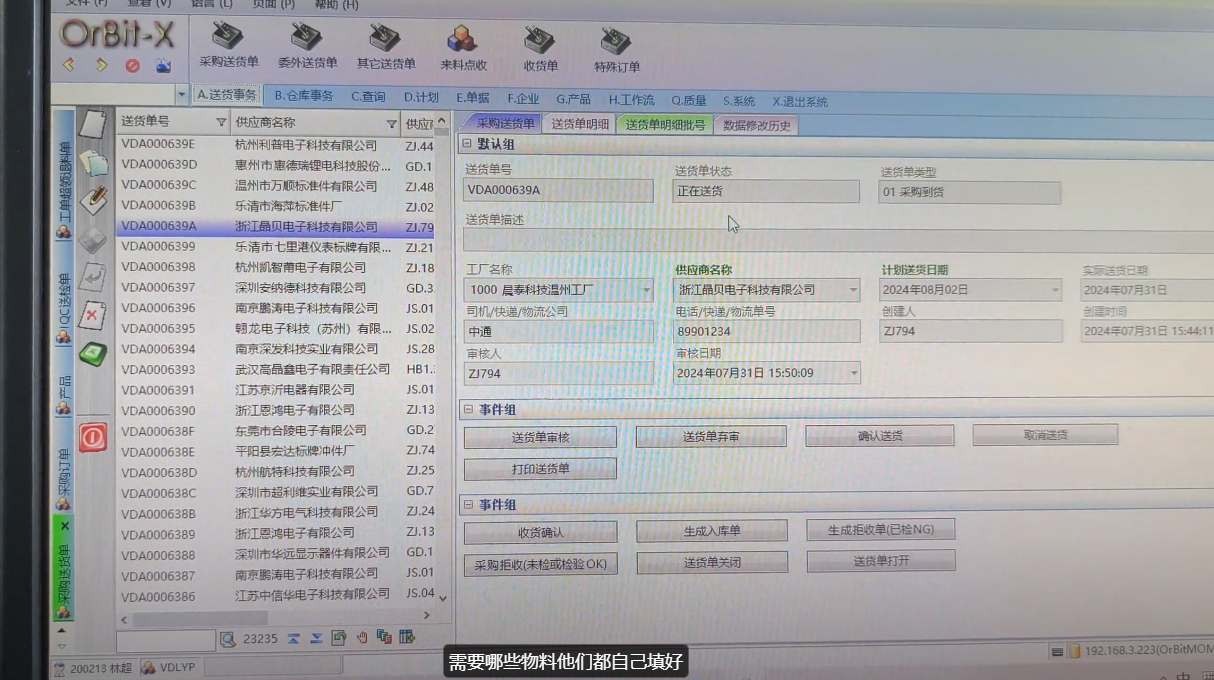 文件(F) 查看(V) 语言(L) 页面(P) 帮助(H)
OrBit-X
采购送货单 委外送货单 其它送货单 来料点收 收货单 特殊订单
A.送货事务 B.仓库事务 C.查询 D.计划 E.单据 F.企业 G.产品 H.工作流 Q.质量 S.系统 X.退出系统
工单超领退料单
IQC送检单
产品
采购订单
采购送货单
送货单号 供应商名称 供应商
VDA000639E 杭州利普电子科技有限公司 ZJ.44
VDA000639D 惠州市惠德瑞锂电科技股份... GD.1
VDA000639C 温州市万顺标准件有限公司 ZJ.48
VDA000639B 乐清市海萍标准件厂 ZJ.02
VDA000639A 浙江晶贝电子科技有限公司 ZJ.79
VDA0006399 乐清市七里港仪表标牌有限... ZJ.21
VDA0006398 杭州凯智莆电子有限公司 ZJ.18
VDA0006397 深圳安纳德科技有限公司 GD.3
VDA0006396 南京鹏涛电子科技有限公司 JS.01
VDA0006395 翱龙电子科技（苏州）有限... JS.02
VDA0006394 南京深发科技实业有限公司 JS.28
VDA0006393 武汉高晶鑫电子有限责任公司 HB1.
VDA0006391 江苏京沂电器有限公司 JS.01
VDA0006390 浙江恩鸿电子有限公司 ZJ.13
VDA000638F 东莞市台陵电子有限公司 GD.2
VDA000638E 平阳县宏达标牌冲件厂 ZJ.74
VDA000638D 杭州航特科技有限公司 ZJ.25
VDA000638C 深圳市超利维实业有限公司 GD.7
VDA000638B 浙江华方电气科技有限公司 ZJ.24
VDA0006389 浙江恩鸿电子有限公司 ZJ.13
VDA0006388 深圳市华远显示器件有限公司 GD.1
VDA0006387 南京鹏涛电子科技有限公司 JS.01
VDA0006386 江苏中信华电子科技有限公司 JS.04
23235
采购送货单 送货单明细 送货单明细批号 数据修改历史
默认组
送货单号 送货单状态 送货单类型
VDA000639A 正在送货 01 采购到货
送货单描述
工厂名称 供应商名称 计划送货日期 实际送货日期
1000 晨泰科技温州工厂 浙江晶贝电子科技有限公司 2024年08月02日 2024年07月31日
司机/快递/物流公司 电话/快递/物流单号 创建人 创建时间
中通 89901234 ZJ794 2024年07月31日 15:44:11
审核人 审核日期
ZJ794 2024年07月31日 15:50:09
事件组
送货单审核 送货单弃审 确认送货 取消送货
打印送货单
事件组
收货确认 生成入库单 生成拒收单(已检NG)
采购拒收(未检或检验OK) 送货单关闭 送货单打开
200213 林超 VDLYP
192.168.3.223(OrBitMOM
中
需要哪些物料他们都自己填好